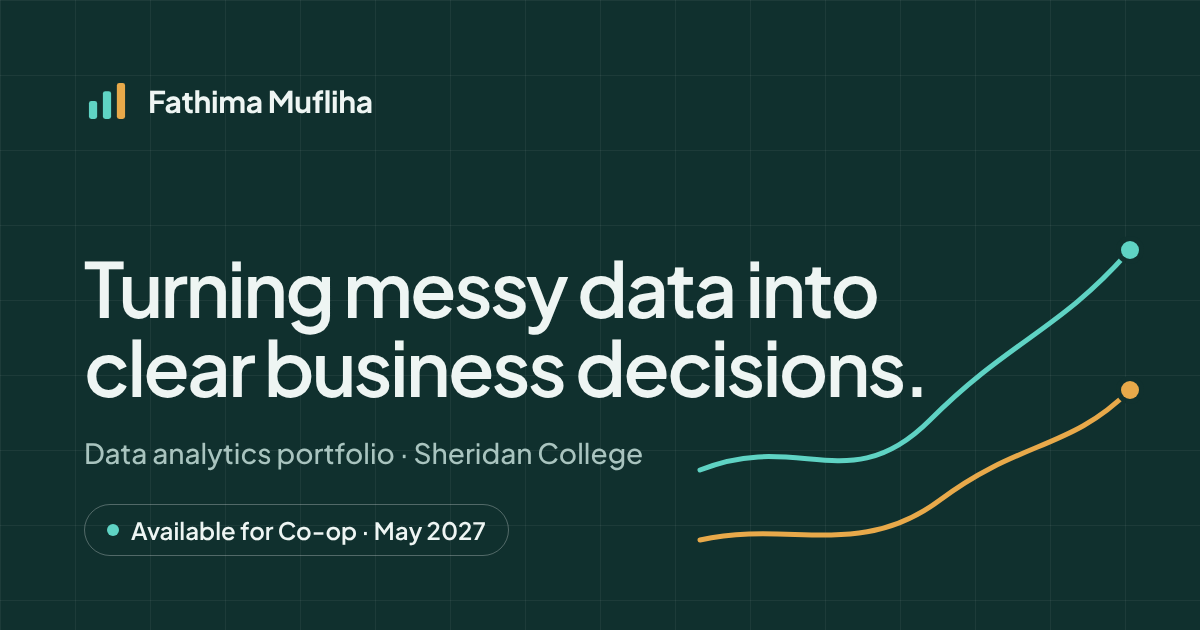 Fathima Mufliha
Turning messy data into
clear business decisions.
Data analytics portfolio · Sheridan College
Available for Co-op · May 2027